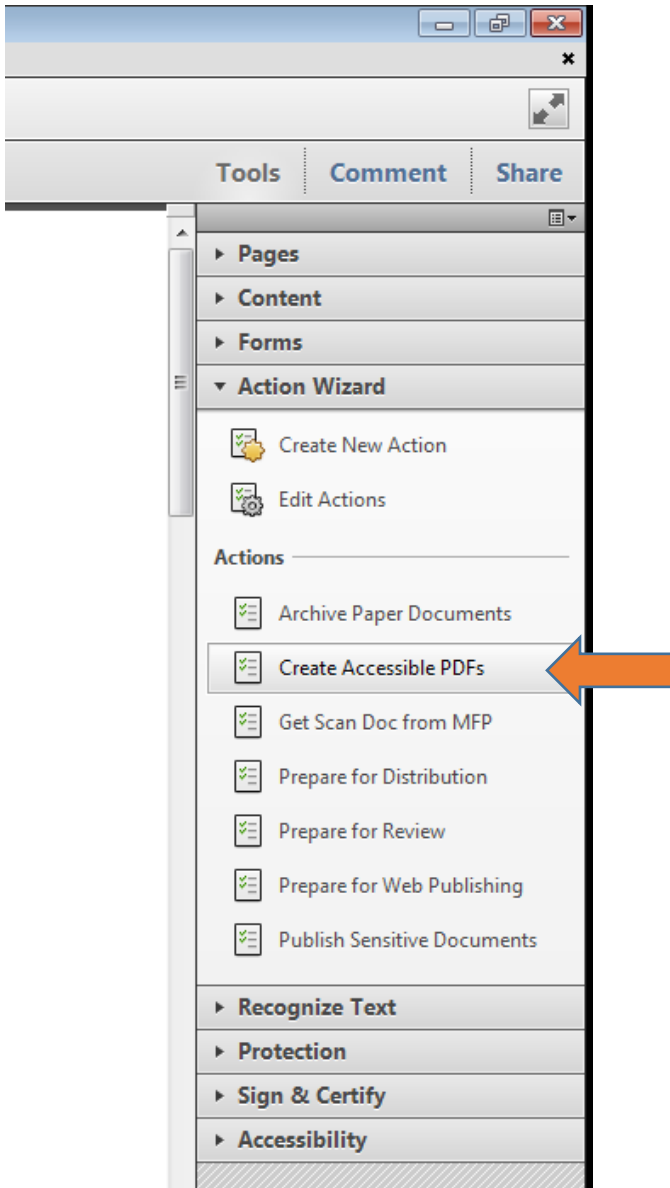 Tools Comment Share
Pages
Content
Forms
Action Wizard
Create New Action
Edit Actions
Actions
Archive Paper Documents
Create Accessible PDFs
Get Scan Doc from MFP
Prepare for Distribution
Prepare for Review
Prepare for Web Publishing
Publish Sensitive Documents
Recognize Text
Protection
Sign & Certify
Accessibility